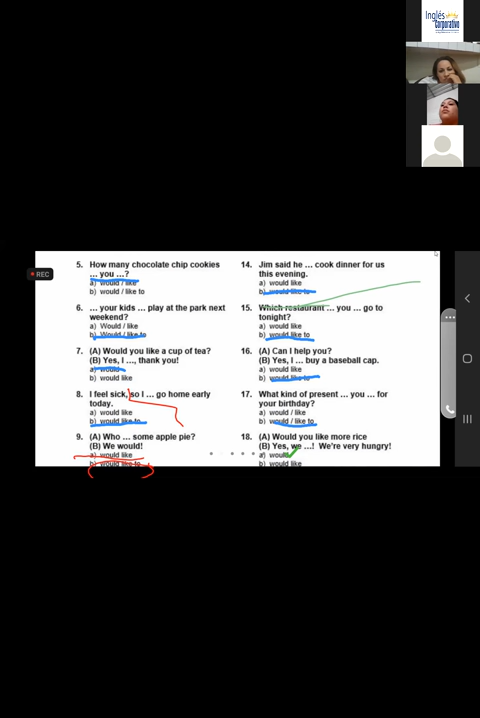 Inglés
Corporativo
REC
5. How many chocolate chip cookies
... you ...?
a) would / like
b) would / like to
6. ... your kids ... play at the park next
weekend?
a) Would / like
b) Would / like to
7. (A) Would you like a cup of tea?
(B) Yes, I ..., thank you!
a) would
b) would like
8. I feel sick, so I ... go home early
today.
a) would like
b) would like to
9. (A) Who ... some apple pie?
(B) We would!
a) would like
b) would like to
14. Jim said he ... cook dinner for us
this evening.
a) would like
b) would like to
15. Which restaurant ... you ... go to
tonight?
a) would like
b) would like to
16. (A) Can I help you?
(B) Yes, I ... buy a baseball cap.
a) would like
b) would like to
17. What kind of present ... you ... for
your birthday?
a) would / like
b) would / like to
18. (A) Would you like more rice
(B) Yes, we ...! We're very hungry!
a) would
b) would like